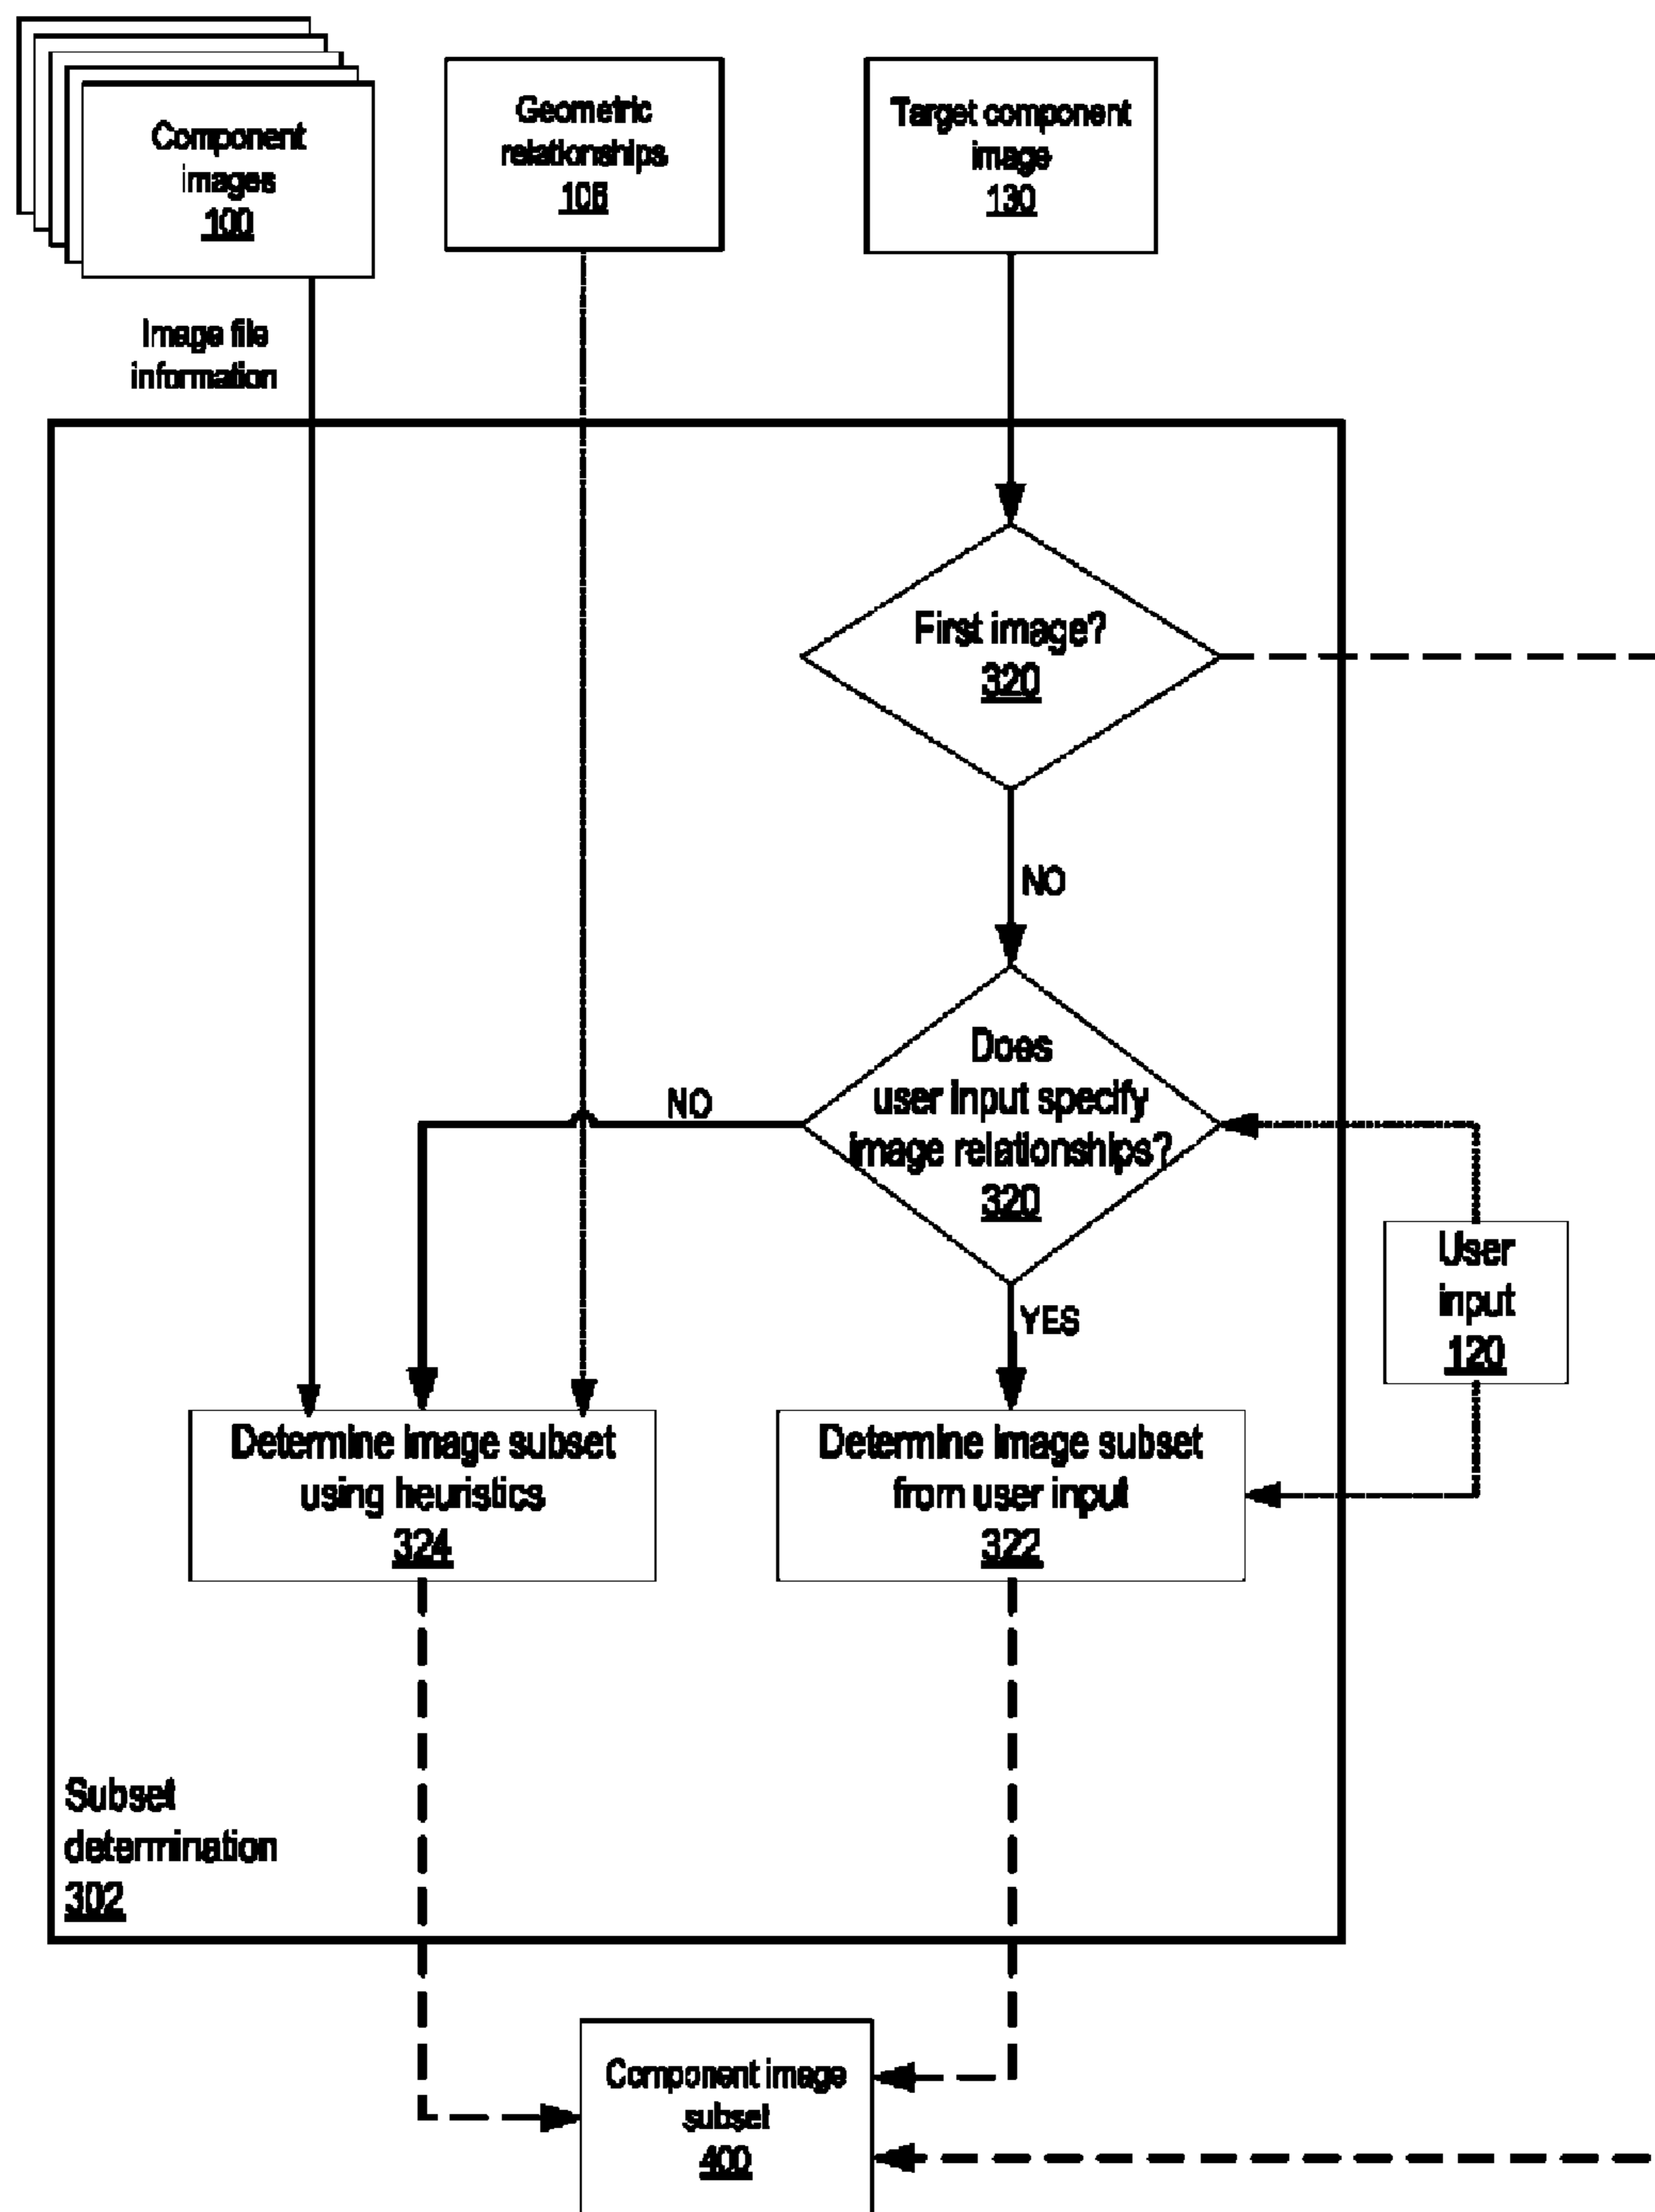 Component
images
100
Geometric
relationships
106
Target component
image
130
Image file
information
First image?
320
NO
Does
user input specify
image relationships?
320
NO
YES
User
input
120
Determine image subset
using heuristics
324
Determine image subset
from user input
322
Subset
determination
302
Component image
subset
400